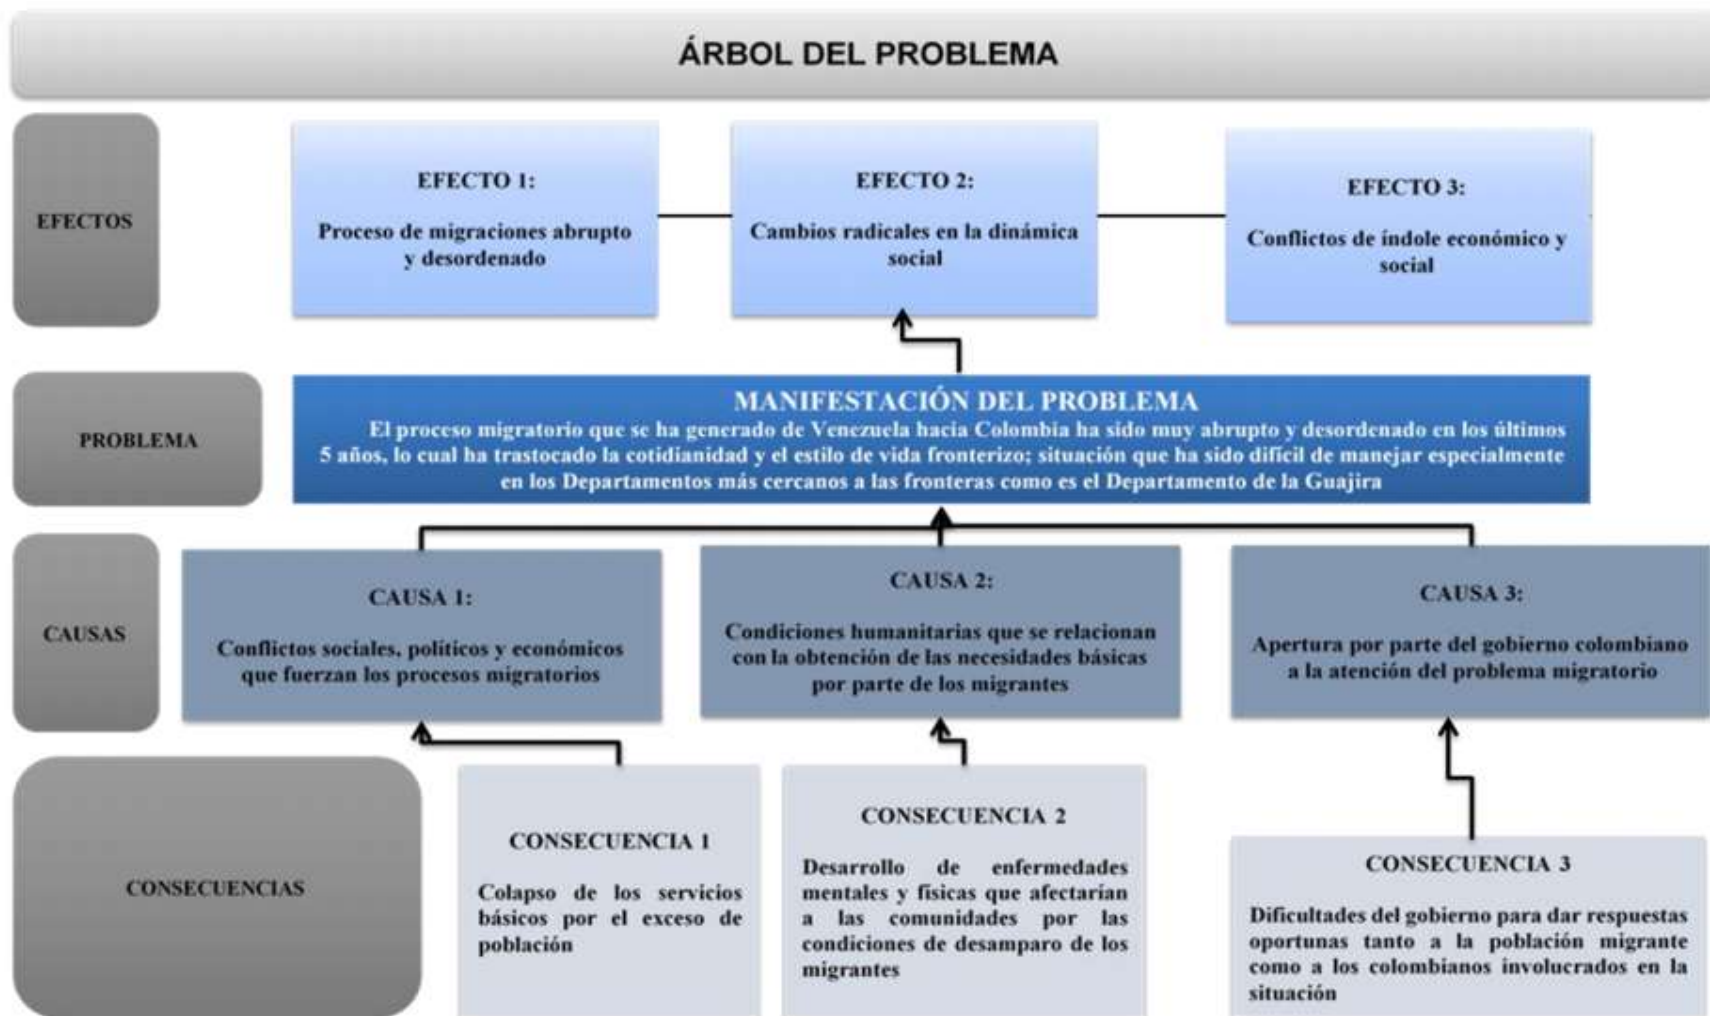 ÁRBOL DEL PROBLEMA
EFECTOS
EFECTO 1:
Proceso de migraciones abrupto
y desordenado
EFECTO 2:
Cambios radicales en la dinámica
social
EFECTO 3:
Conflictos de índole económico y
social
PROBLEMA
MANIFESTACIÓN DEL PROBLEMA
El proceso migratorio que se ha generado de Venezuela hacia Colombia ha sido muy abrupto y desordenado en los últimos
5 años, lo cual ha trastocado la cotidianidad y el estilo de vida fronterizo; situación que ha sido difícil de manejar especialmente
en los Departamentos más cercanos a las fronteras como es el Departamento de la Guajira
CAUSAS
CAUSA 1:
Conflictos sociales, políticos y económicos
que fuerzan los procesos migratorios
CAUSA 2:
Condiciones humanitarias que se relacionan
con la obtención de las necesidades básicas
por parte de los migrantes
CAUSA 3:
Apertura por parte del gobierno colombiano
a la atención del problema migratorio
CONSECUENCIAS
CONSECUENCIA 1
Colapso de los servicios
básicos por el exceso de
población
CONSECUENCIA 2
Desarrollo de enfermedades
mentales y físicas que afectarían
a las comunidades por las
condiciones de desamparo de los
migrantes
CONSECUENCIA 3
Dificultades del gobierno para dar respuestas
oportunas tanto a la población migrante
como a los colombianos involucrados en la
situación